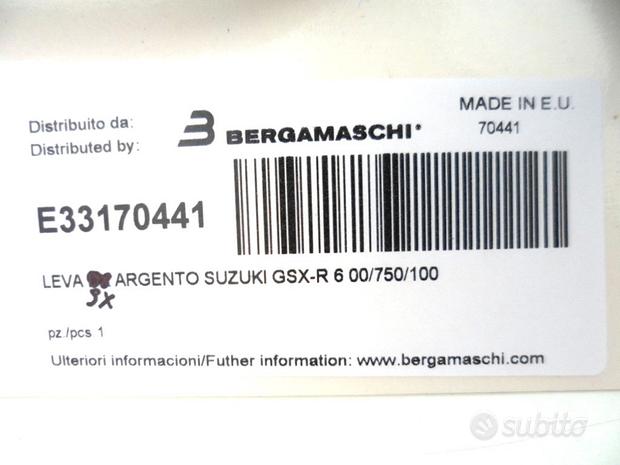 Distribuito da:
Distributed by:
BERGAMASCHI
MADE IN E.U.
70441
E33170441
LEVA ARGENTO SUZUKI GSX-R 6 00/750/100
SX
pz./pcs 1
Ulteriori informacioni/Futher information: www.bergamaschi.com
subito